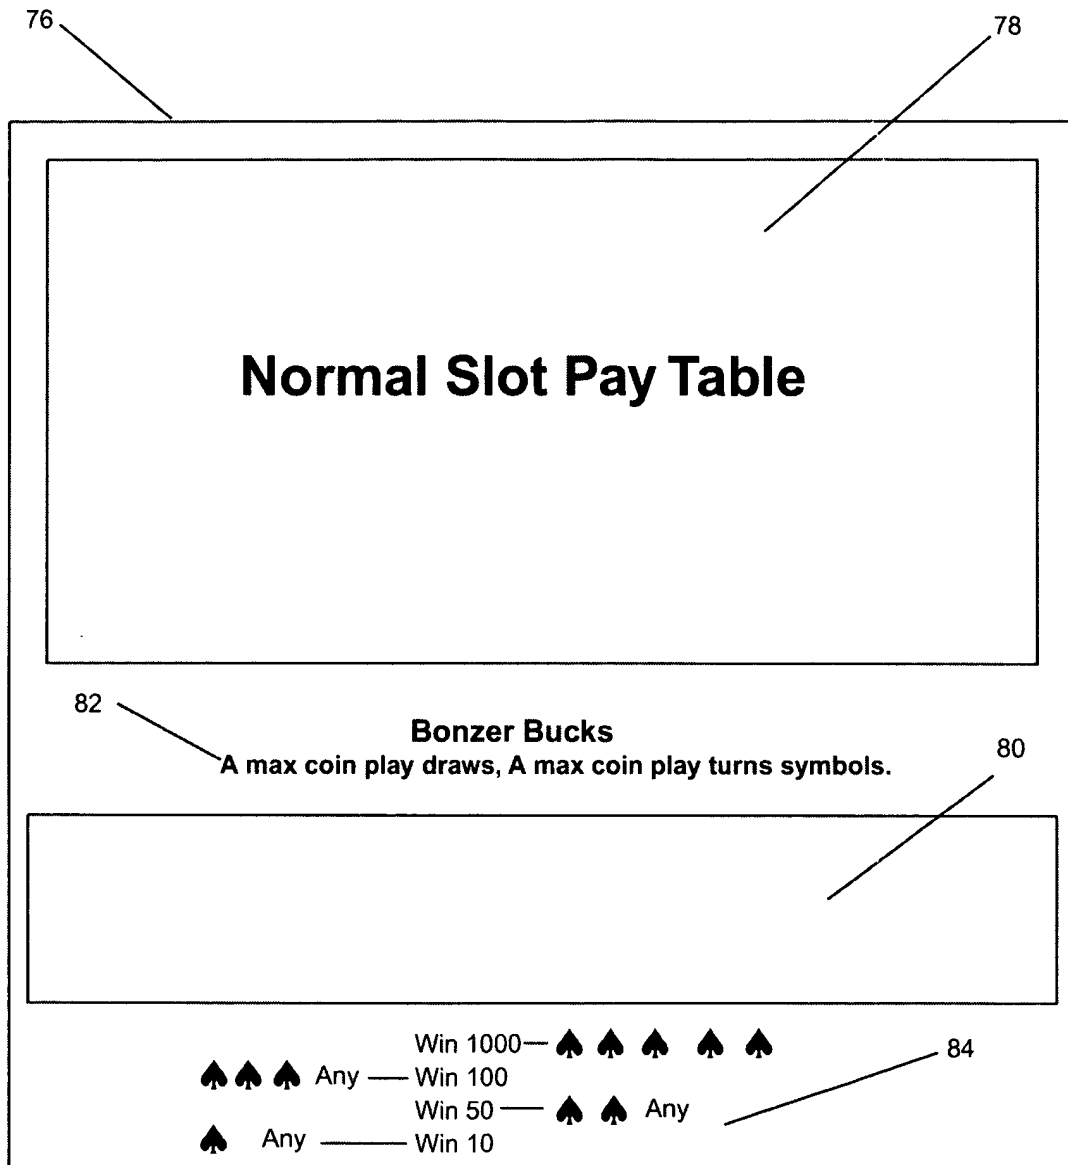 76
78
Normal Slot Pay Table
82
Bonzer Bucks
A max coin play draws, A max coin play turns symbols.
80
Win 1000— ♠ ♠ ♠ ♠ ♠
♠ ♠ ♠ Any — Win 100
Win 50 — ♠ ♠ Any
♠ Any — Win 10
84